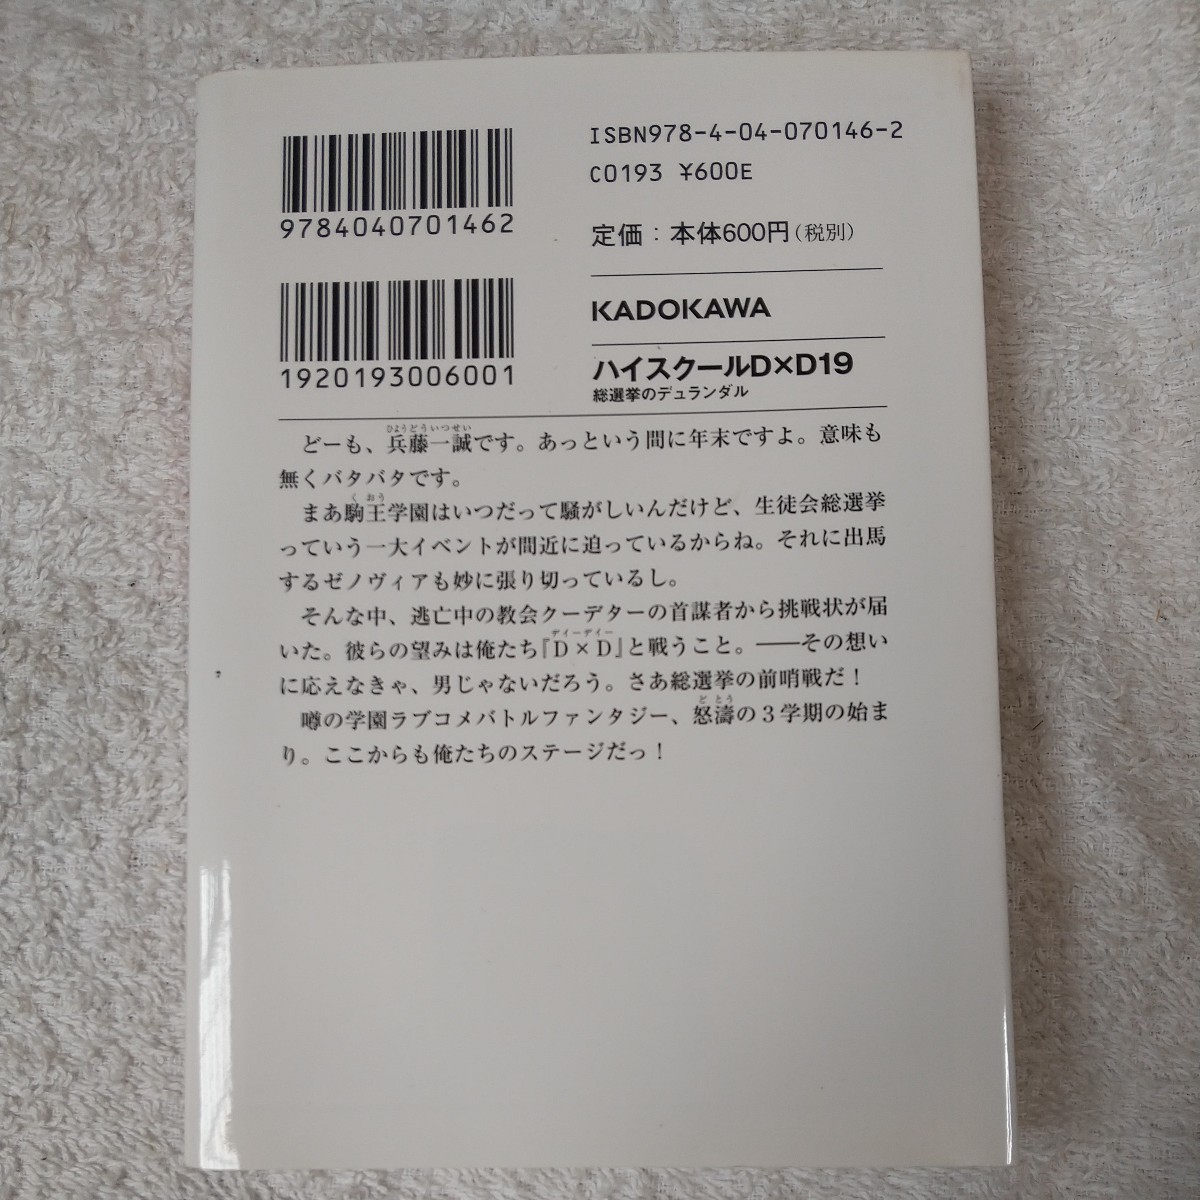 9784040701462
ISBN978-4-04-070146-2
C0193 ¥600E
定価：本体600円（税別）
1920193006001
KADOKAWA
ハイスクールD×D19
総選挙のデュランダル
ひょうどういっせい
どーも、兵藤一誠です。あっという間に年末ですよ。意味も
無くバタバタです。
くおう
まあ駒王学園はいつだって騒がしいんだけど、生徒会総選挙
っていう一大イベントが間近に迫っているからね。それに出馬
するゼノヴィアも妙に張り切っているし。
そんな中、逃亡中の教会クーデターの首謀者から挑戦状が届
ディーディー
いた。彼らの望みは俺たち『D×D』と戦うこと。――その想い
に応えなきゃ、男じゃないだろう。さあ総選挙の前哨戦だ！
どとう
噂の学園ラブコメバトルファンタジー、怒濤の３学期の始ま
り。ここからも俺たちのステージだっ！